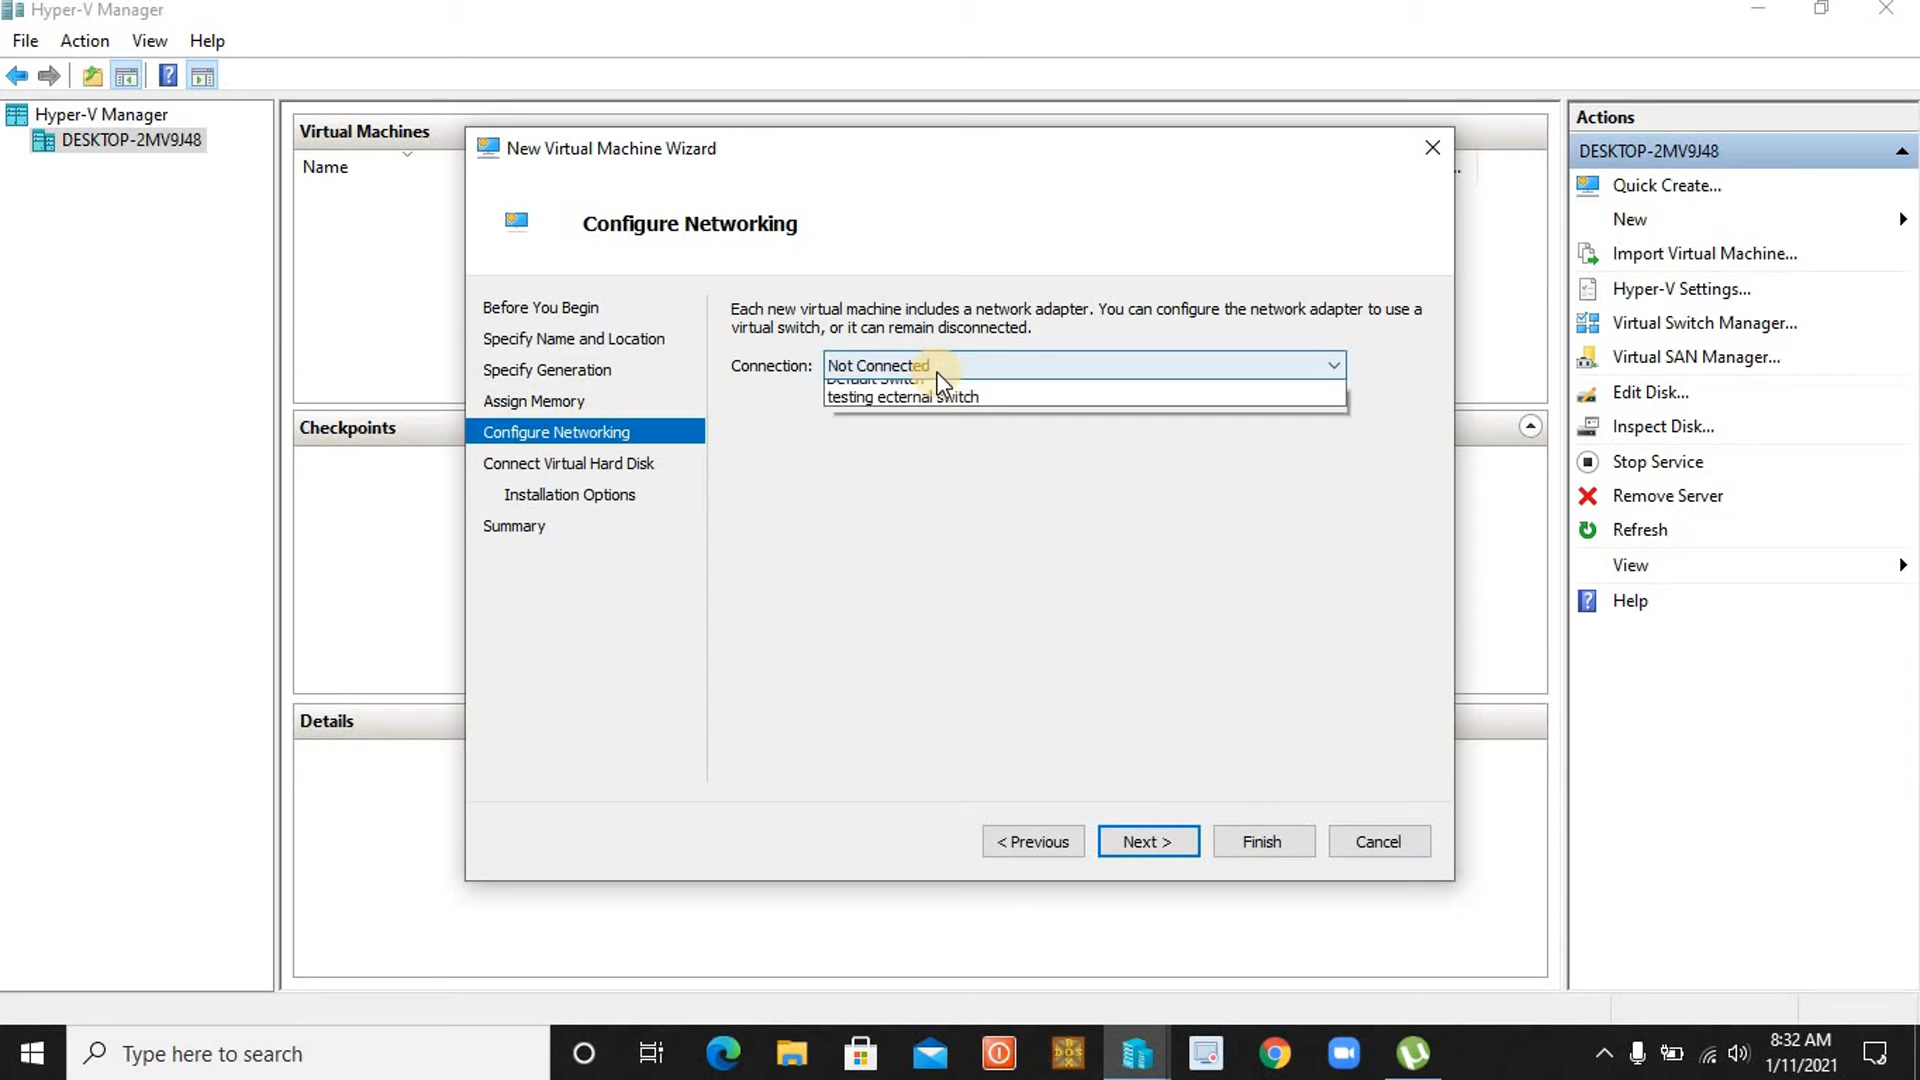 Hyper-V Manager
File Action View Help
Hyper-V Manager
DESKTOP-2MV9J48
Virtual Machines
Name
Checkpoints
Details
New Virtual Machine Wizard
Configure Networking
Before You Begin
Specify Name and Location
Specify Generation
Assign Memory
Configure Networking
Connect Virtual Hard Disk
Installation Options
Summary
Each new virtual machine includes a network adapter. You can configure the network adapter to use a
virtual switch, or it can remain disconnected.
Connection: Not Connected
Default Switch
testing ecternal switch
< Previous Next > Finish Cancel
Actions
DESKTOP-2MV9J48
Quick Create...
New
Import Virtual Machine...
Hyper-V Settings...
Virtual Switch Manager...
Virtual SAN Manager...
Edit Disk...
Inspect Disk...
Stop Service
Remove Server
Refresh
View
Help
Type here to search
DOS
8:32 AM
1/11/2021